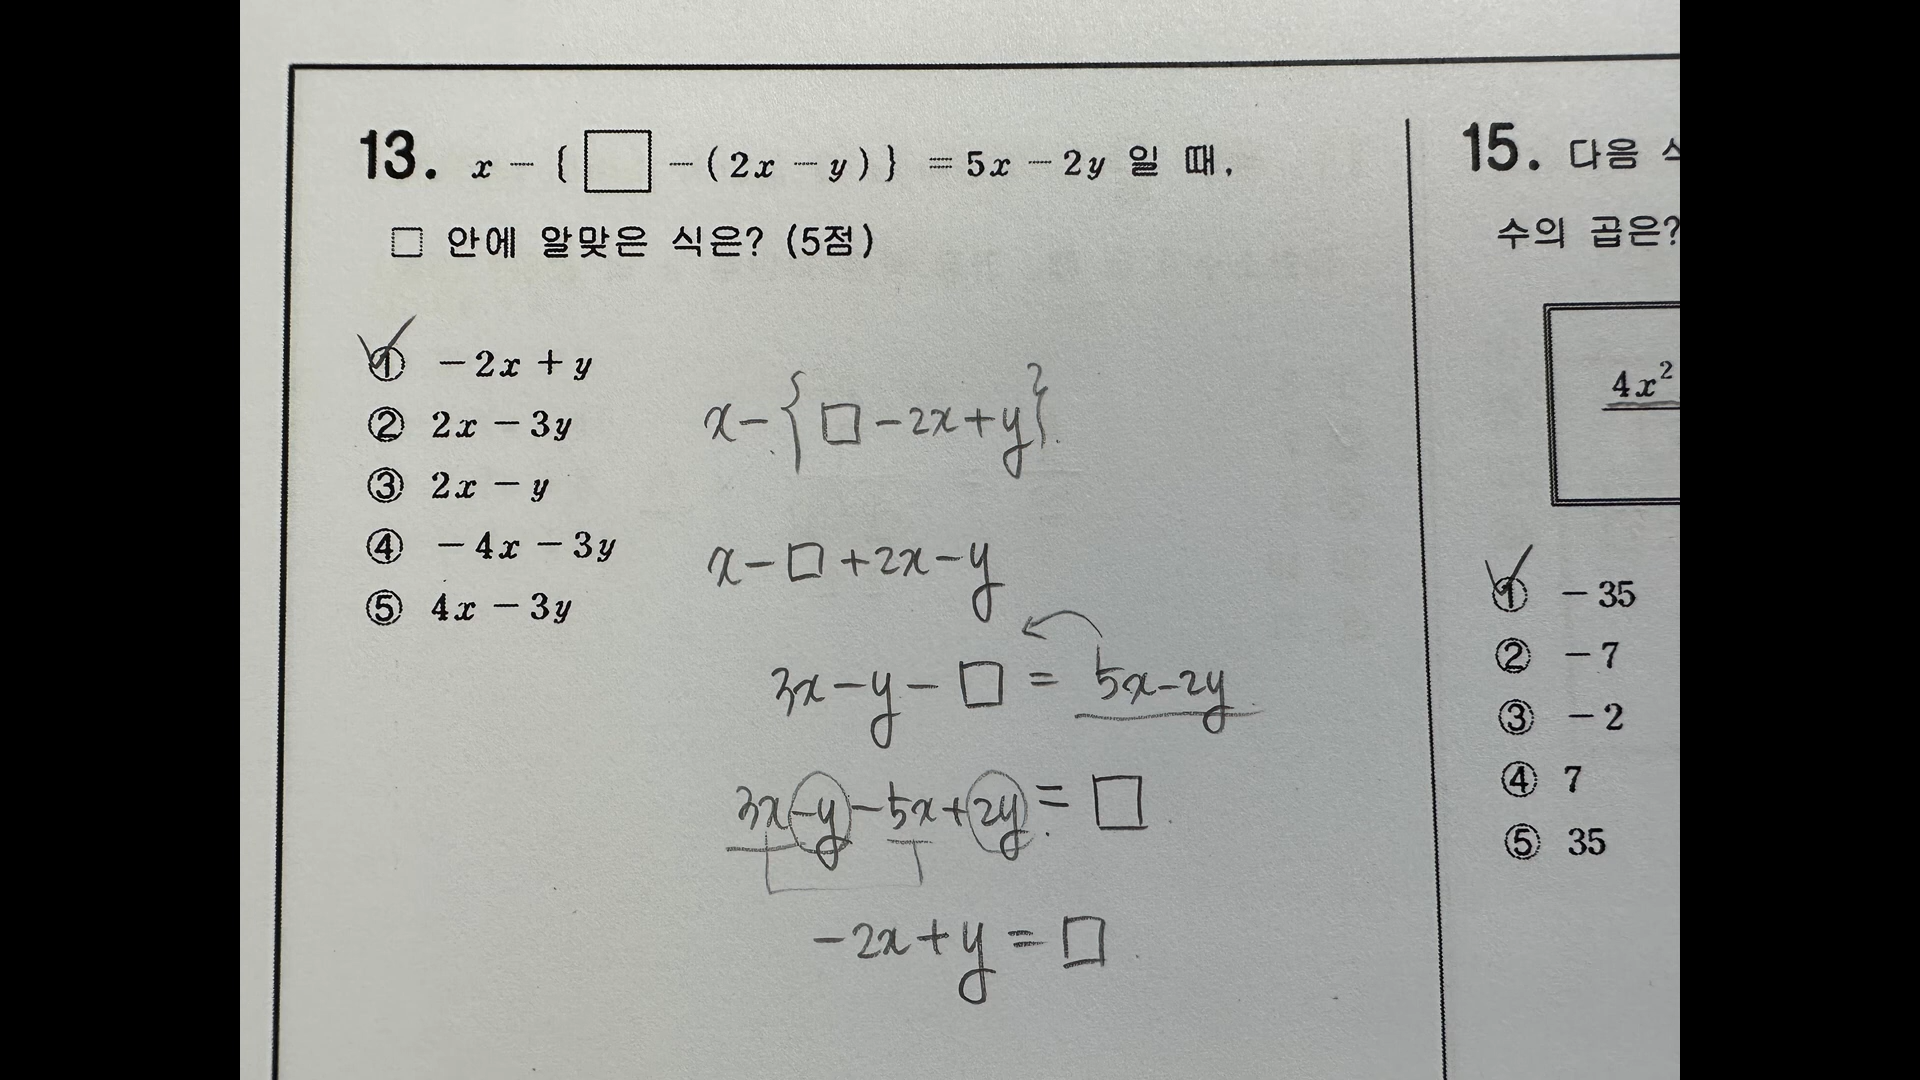 13. x - { □ - ( 2x - y ) } = 5x - 2y 일 때,
□ 안에 알맞은 식은? (5점)
① -2x + y
② 2x - 3y
③ 2x - y
④ -4x - 3y
⑤ 4x - 3y
x - { □ - 2x + y }
x - □ + 2x - y
3x - y - □ = 5x - 2y
3x - y - 5x + 2y = □
-2x + y = □
15. 다음
수의 곱은?
4x²
① -35
② -7
③ -2
④ 7
⑤ 35